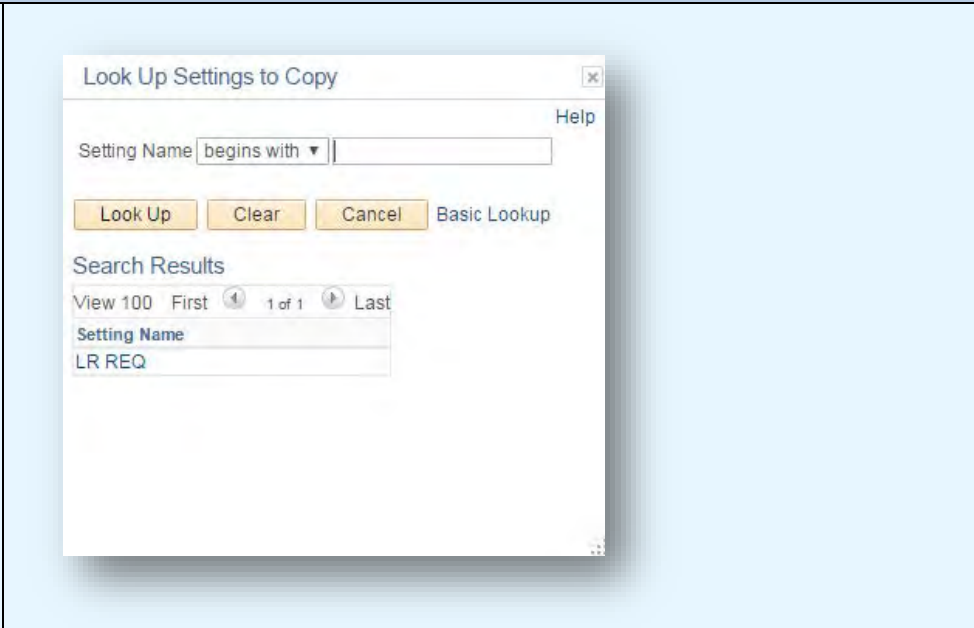 Look Up Settings to Copy
Help
Setting Name begins with
Look Up Clear Cancel Basic Lookup
Search Results
View 100 First 1 of 1 Last
Setting Name
LR REQ